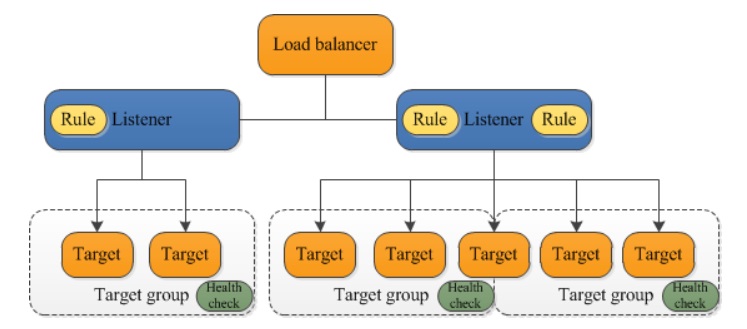 Load balancer
Rule Listener
Rule Listener Rule
Target Target
Target Target Target Target Target
Target group Health check
Target group Health check
Target group Health check